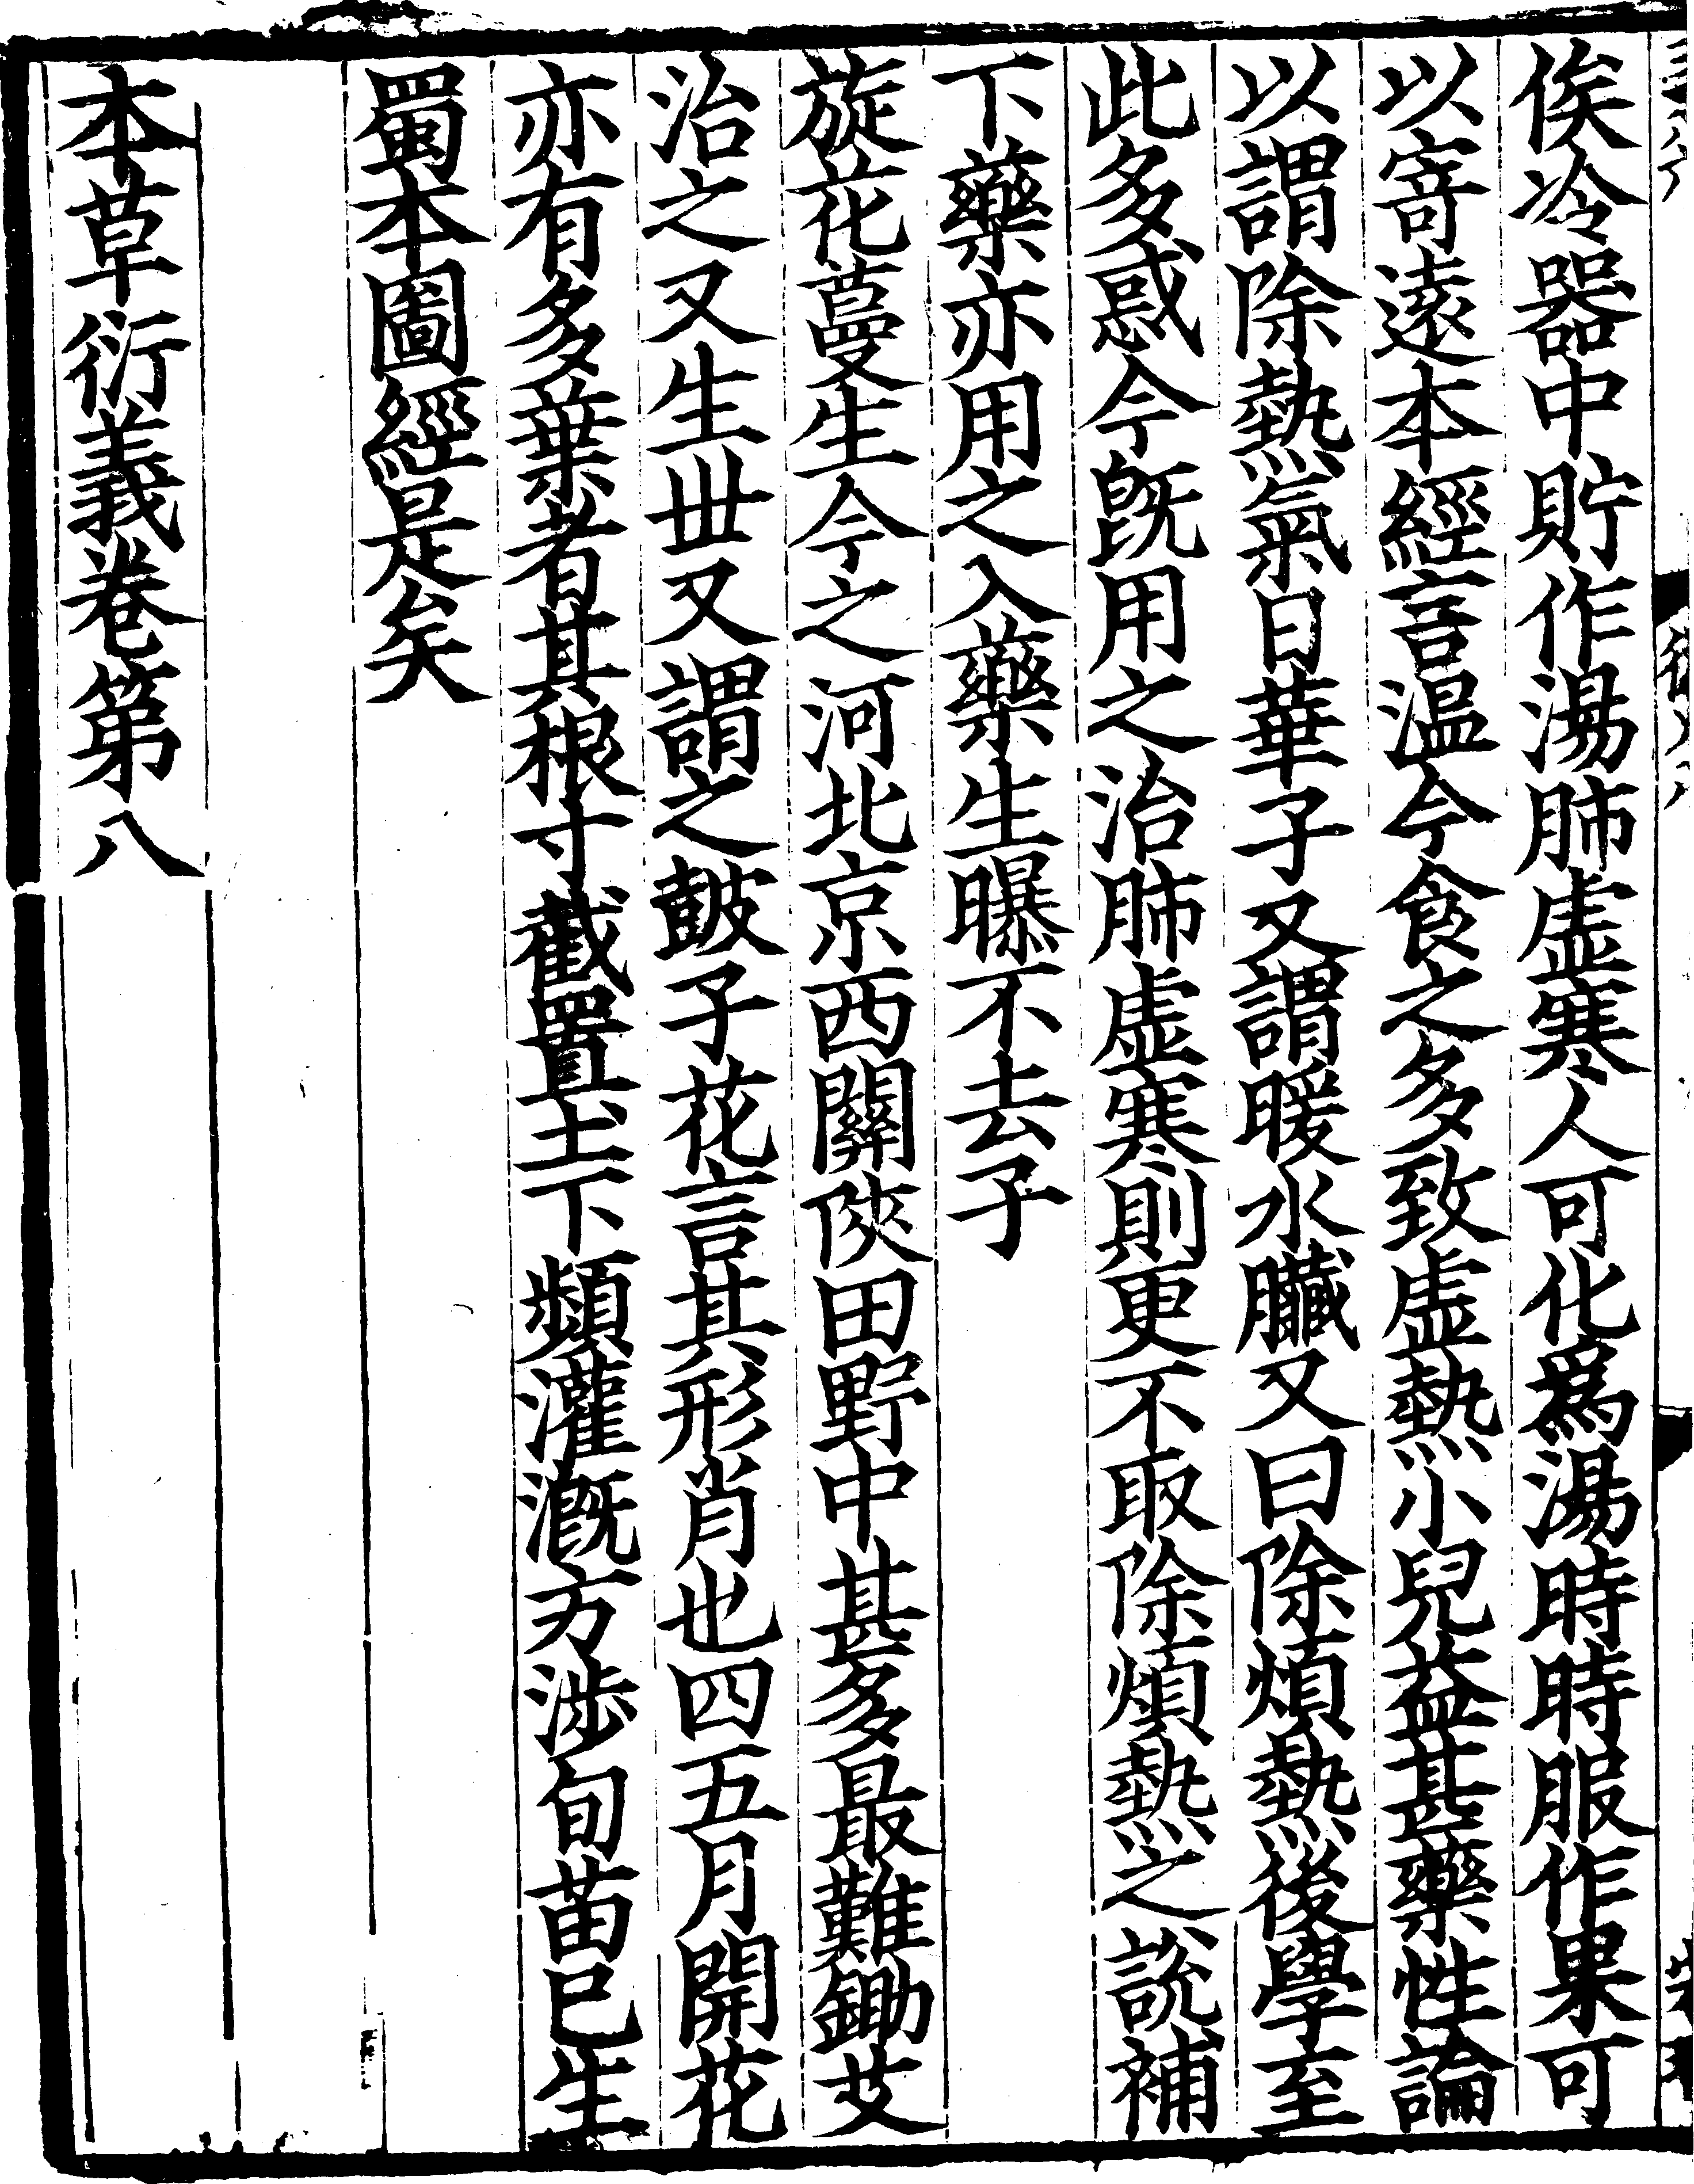 俟冷器中貯作湯肺虛寒人可化爲湯時時服作果可
以寄遠本經言温今食之多致虛熱小兒益甚藥性論
以謂除熱氣日華子又謂暖水臟又曰除煩熱後學至
此多惑今旣用之治肺虛寒則更不取除煩熱之說補
下藥亦用之入藥生曝不去子
旋花蔓生今之河北京西關陝田野中甚多最難鋤艾
治之又生世又謂之鼓子花言其形肖也四五月開花
亦有多葉者其根寸截置土下頻灌漑方涉旬苗已生
蜀本圖經是矣
本草衍義卷第八